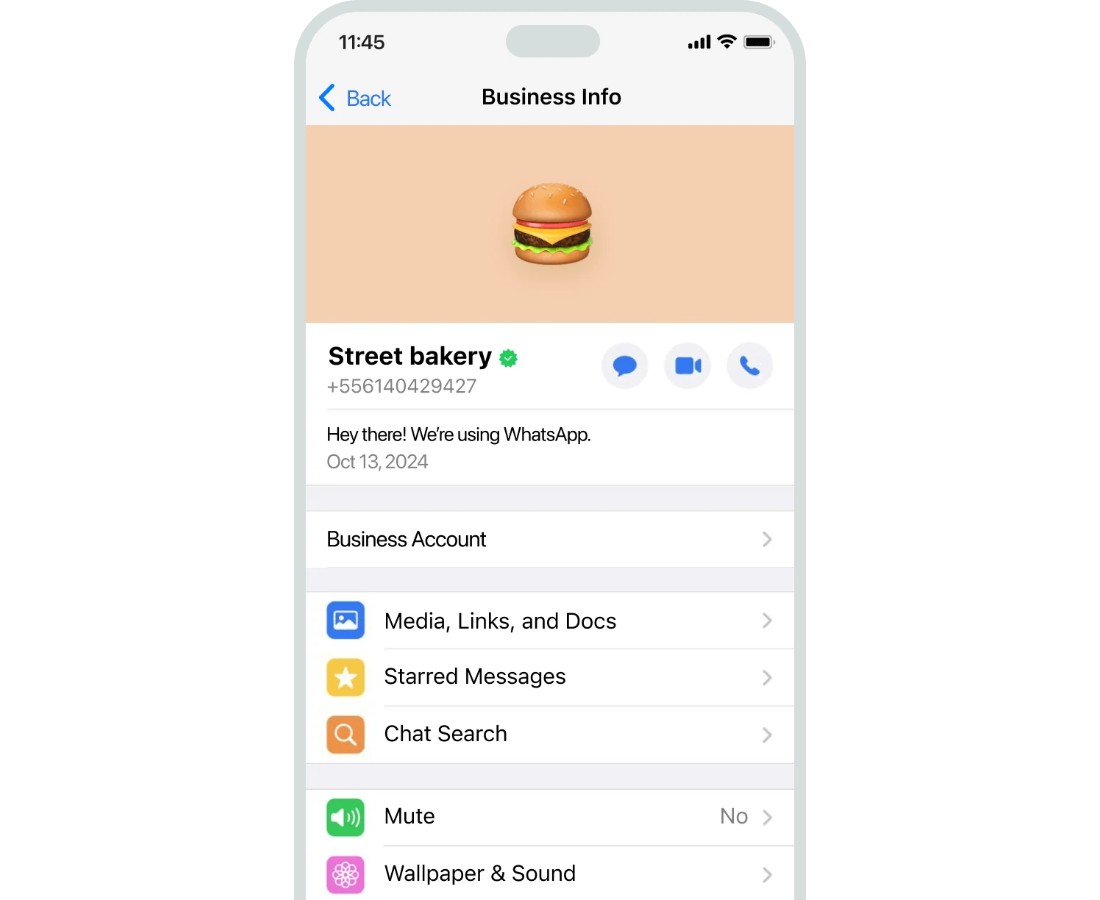 11:45
Back
Business Info
Street bakery
+556140429427
Hey there! We're using WhatsApp.
Oct 13, 2024
Business Account
Media, Links, and Docs
Starred Messages
Chat Search
Mute No
Wallpaper & Sound